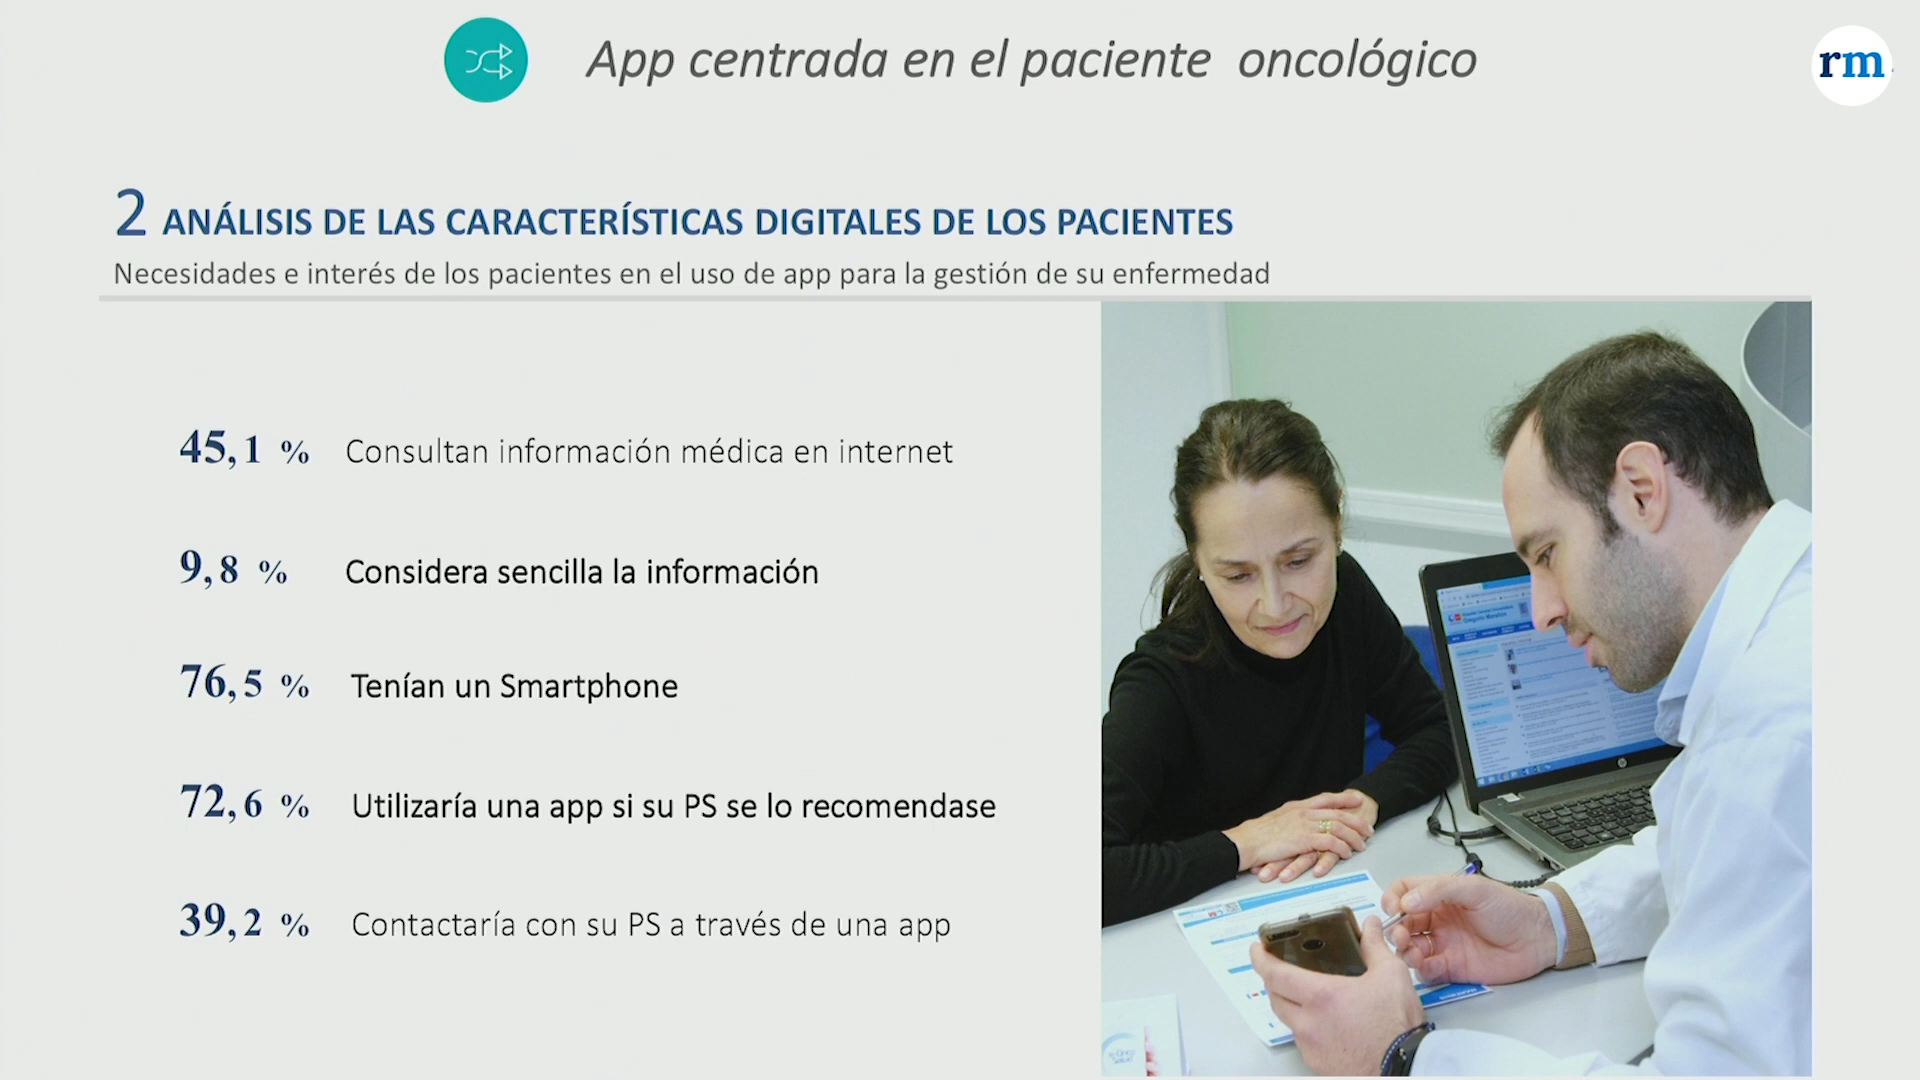 App centrada en el paciente oncológico
rm
2 ANÁLISIS DE LAS CARACTERÍSTICAS DIGITALES DE LOS PACIENTES
Necesidades e interés de los pacientes en el uso de app para la gestión de su enfermedad
45,1 % Consultan información médica en internet
9,8 % Considera sencilla la información
76,5 % Tenían un Smartphone
72,6 % Utilizaría una app si su PS se lo recomendase
39,2 % Contactaría con su PS a través de una app